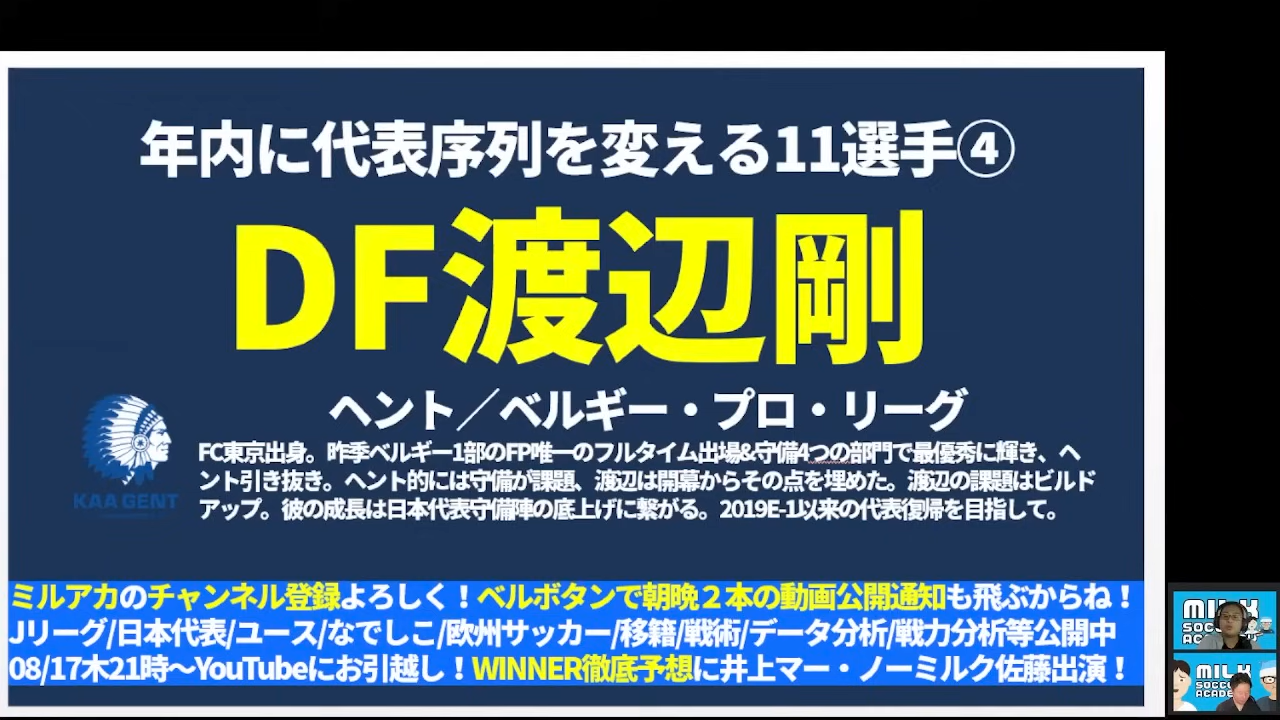 年内に代表序列を変える11選手④
DF渡辺剛
ヘント／ベルギー・プロ・リーグ
FC東京出身。昨季ベルギー1部のFP唯一のフルタイム出場&守備4つの部門で最優秀に輝き、ヘ
ント引き抜き。ヘント的には守備が課題、渡辺は開幕からその点を埋めた。渡辺の課題はビルド
アップ。彼の成長は日本代表守備陣の底上げに繋がる。2019E-1以来の代表復帰を目指して。
KAA GENT
ミルアカのチャンネル登録よろしく！ベルボタンで朝晩２本の動画公開通知も飛ぶからね！
Jリーグ/日本代表/ユース/なでしこ/欧州サッカー/移籍/戦術/データ分析/戦力分析等公開中
08/17木21時〜YouTubeにお引越し！WINNER徹底予想に井上マー・ノーミルク佐藤出演！
MILK
SOCC
ACADE